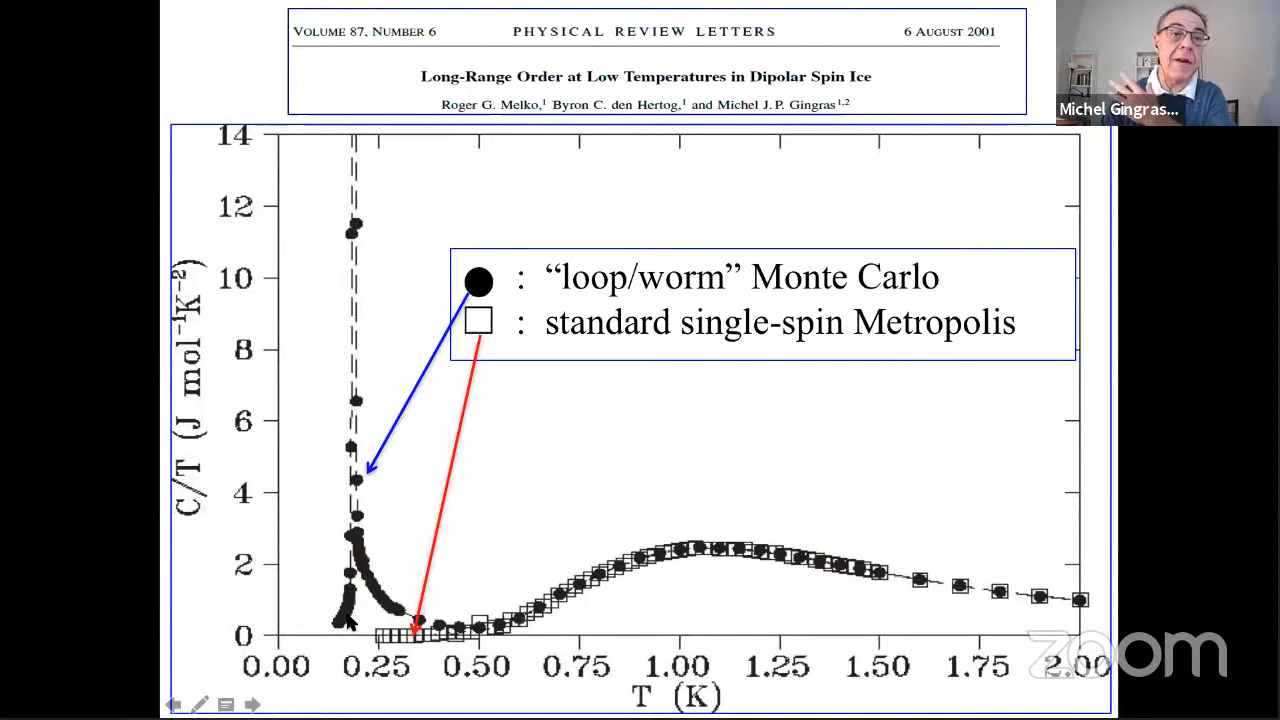 VOLUME 87, NUMBER 6 PHYSICAL REVIEW LETTERS 6 AUGUST 2001
Long-Range Order at Low Temperatures in Dipolar Spin Ice
Roger G. Melko,¹ Byron C. den Hertog,¹ and Michel J. P. Gingras¹,²
Michel Gingras...
14
12
10
8
6
4
2
0
C/T (J mol⁻¹K⁻²)
● : “loop/worm” Monte Carlo
□ : standard single-spin Metropolis
0.00 0.25 0.50 0.75 1.00 1.25 1.50 1.75 2.00
T (K)
zoom